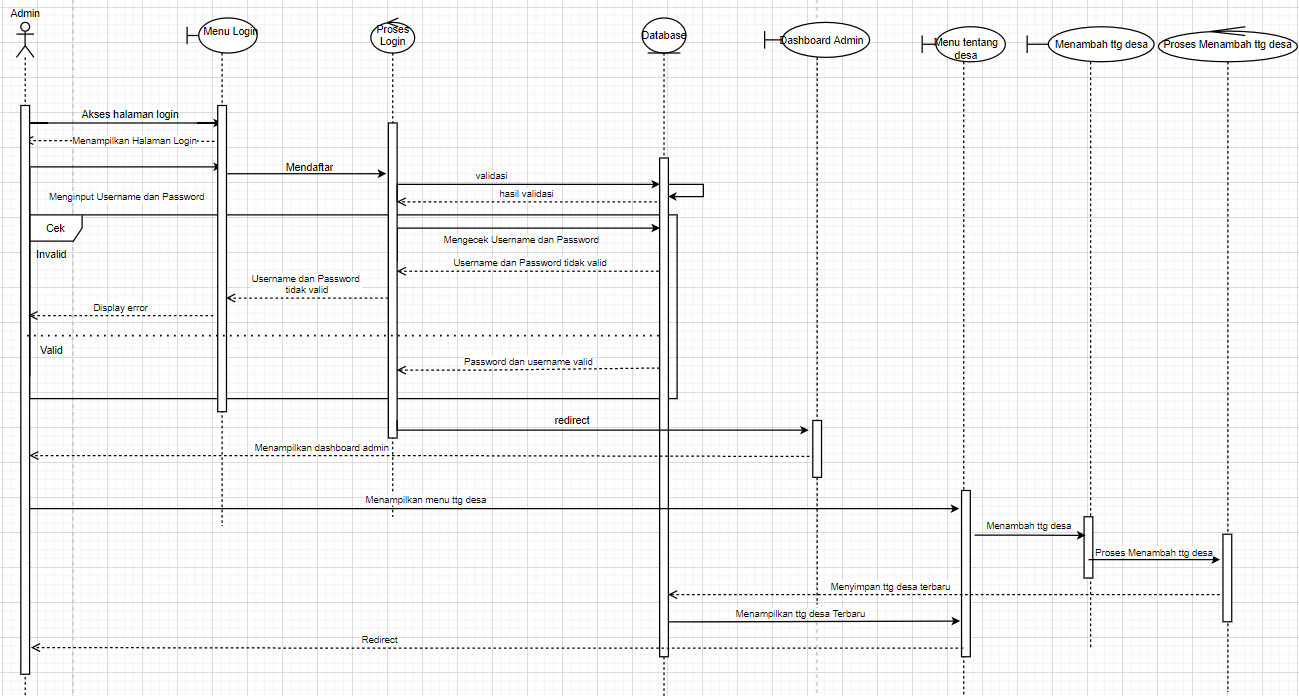 Admin
Menu Login
Proses
Login
Database
Dashboard Admin
Menu tentang
desa
Menambah ttg desa
Proses Menambah ttg desa
Akses halaman login
Menampilkan Halaman Login
Mendaftar
validasi
hasil validasi
Menginput Username dan Password
Cek
Mengecek Username dan Password
Invalid
Username dan Password tidak valid
Username dan Password
tidak valid
Display error
Valid
Password dan username valid
redirect
Menampilkan dashboard admin
Menampilkan menu ttg desa
Menambah ttg desa
Proses Menambah ttg desa
Menyimpan ttg desa terbaru
Menampilkan ttg desa Terbaru
Redirect